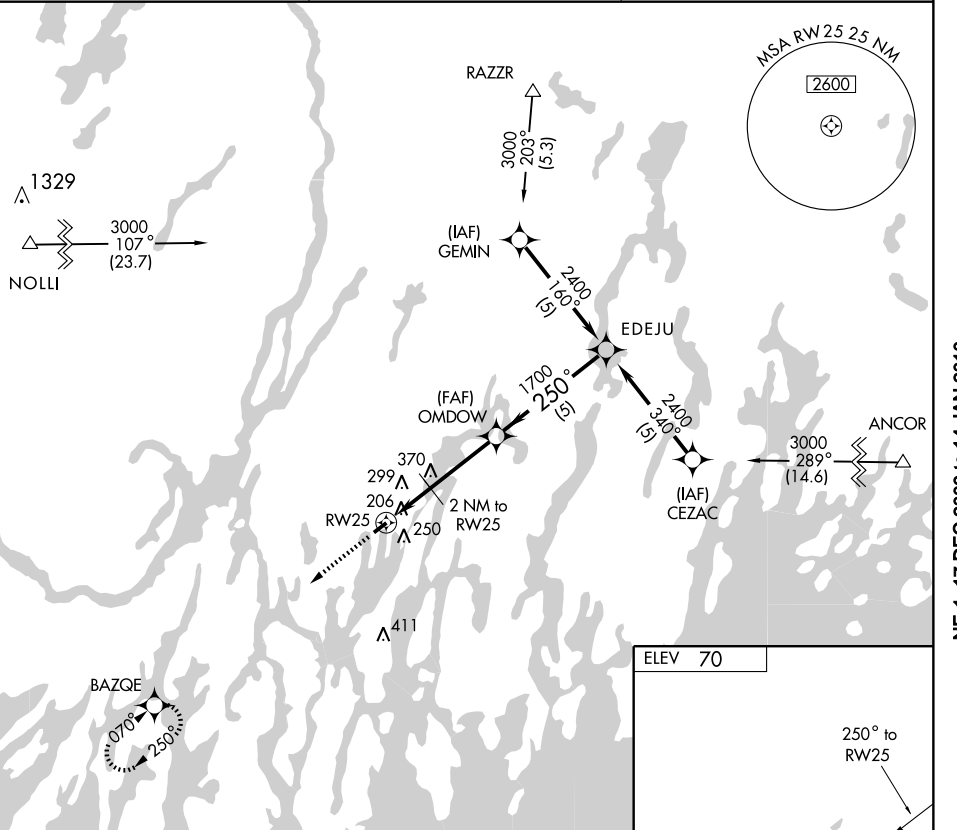 MSA RW25 25 NM
2600
RAZZR
3000
203°
(5.3)
1329
3000
107°
(23.7)
NOLLI
(IAF)
GEMIN
2400
160°
(5)
EDEJU
1700
250°
(5)
(FAF)
OMDOW
2400
340°
(5)
ANCOR
3000
289°
(14.6)
(IAF)
CEZAC
370
299
206
2 NM to
RW25
RW25
250
411
BAZQE
070°
250°
ELEV 70
250° to
RW25